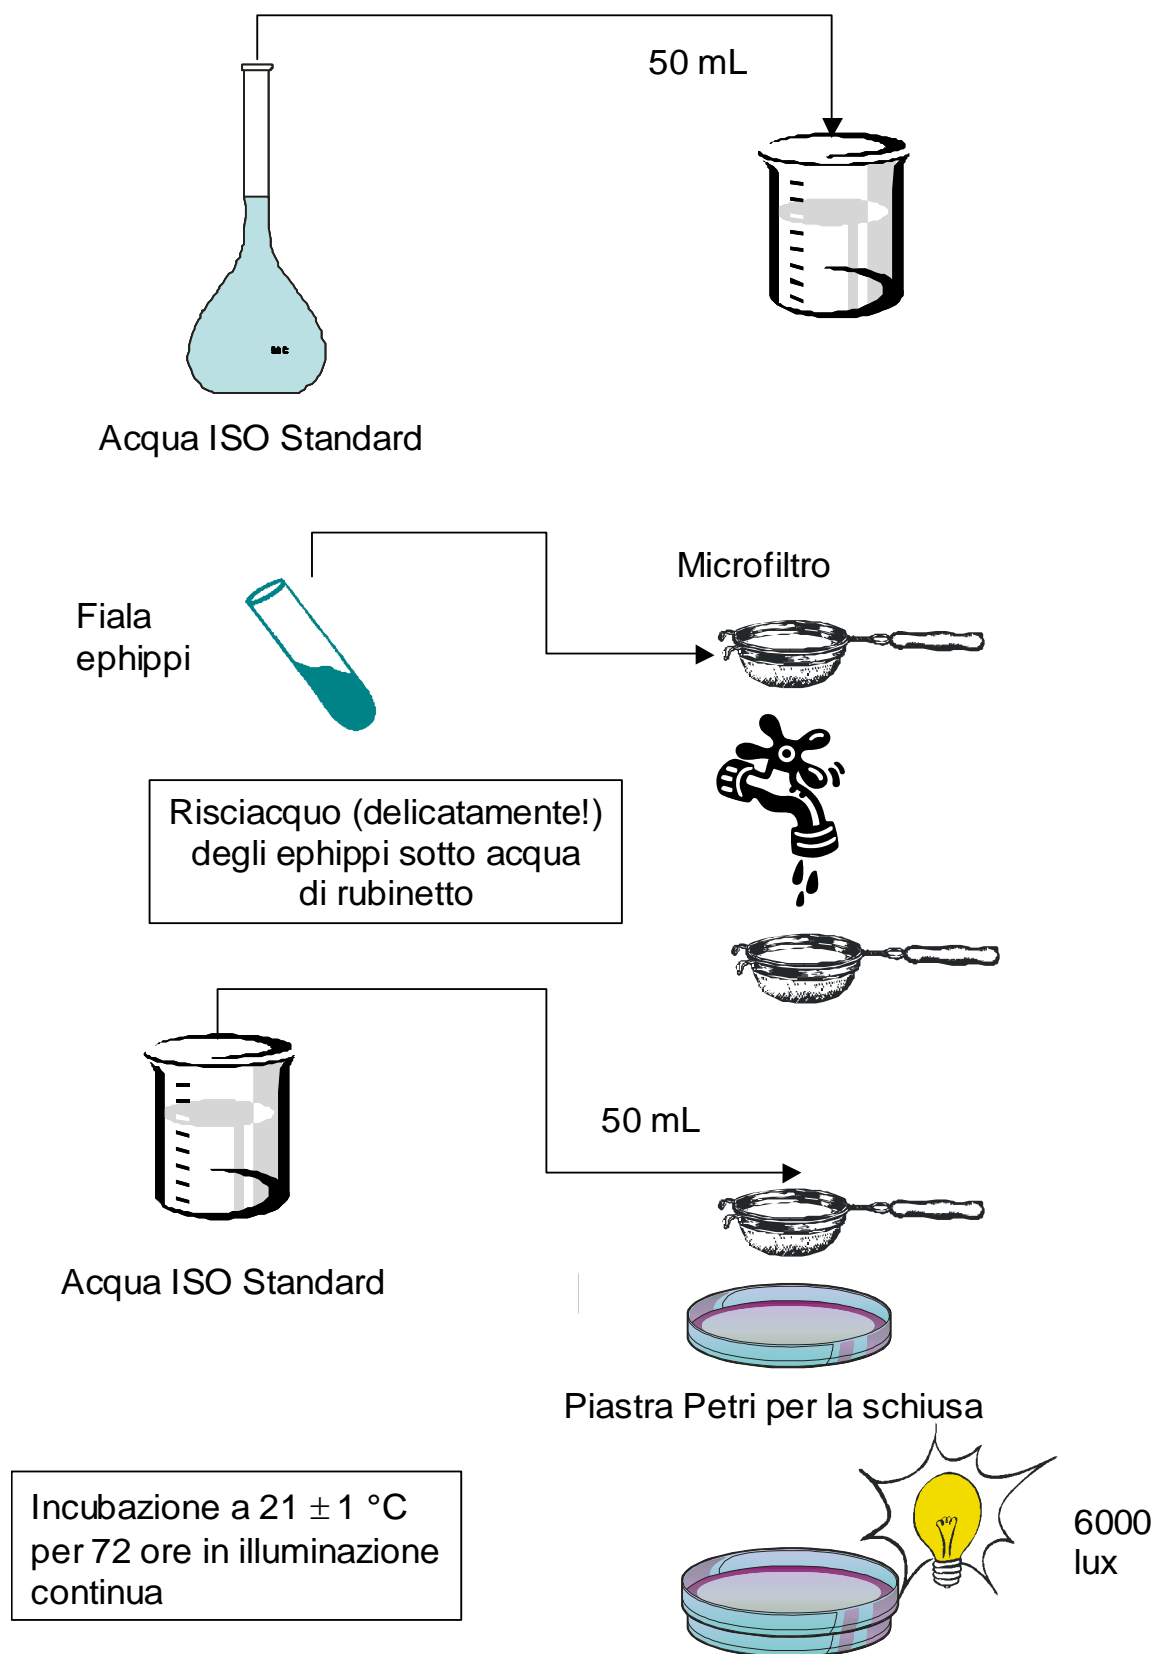 50 mL
Acqua ISO Standard
Microfiltro
Fiala
ephippi
Risciacquo (delicatamente!)
degli ephippi sotto acqua
di rubinetto
50 mL
Acqua ISO Standard
Piastra Petri per la schiusa
Incubazione a 21 ± 1 °C
per 72 ore in illuminazione
continua
6000
lux